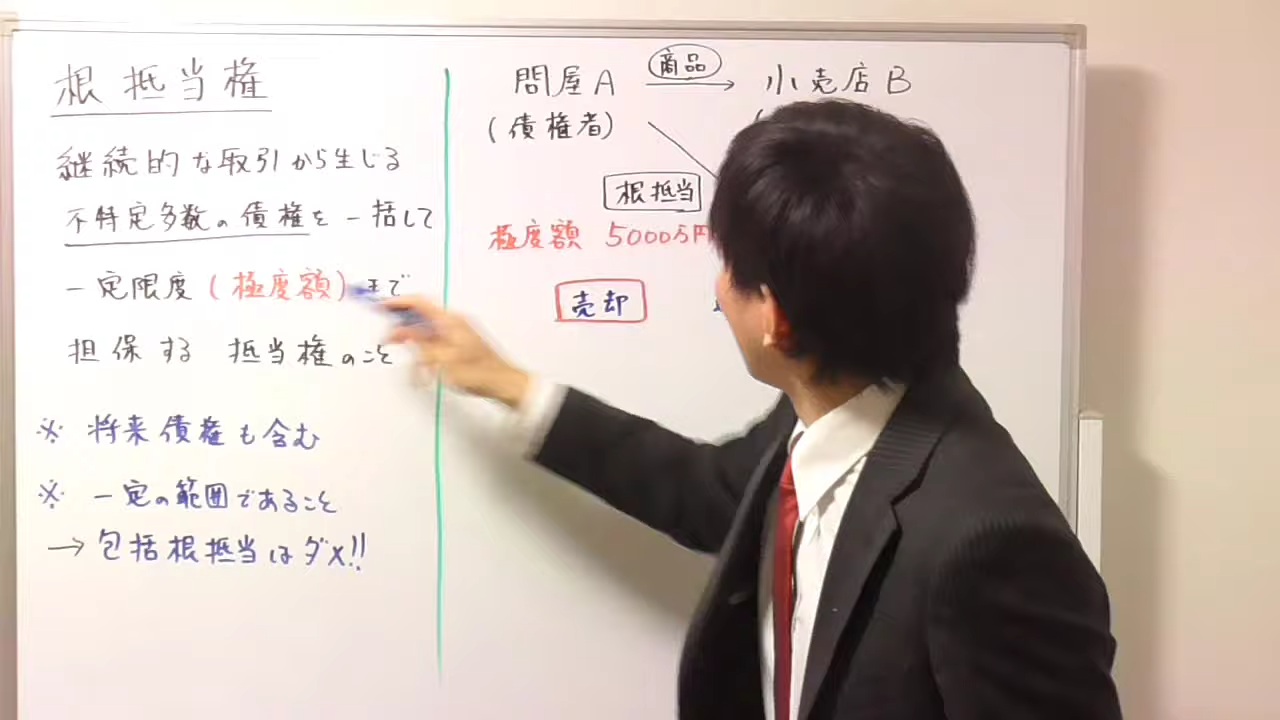 根抵当権
継続的な取引から生じる
不特定多数の債権を一括して
一定限度(極度額)まで
担保する 抵当権のこと
※ 将来債権も含む
※ 一定の範囲であること
→ 包括根抵当はダメ!!
問屋A 商品 → 小売店B
(債権者) (
根抵当
極度額 5000万円
売却